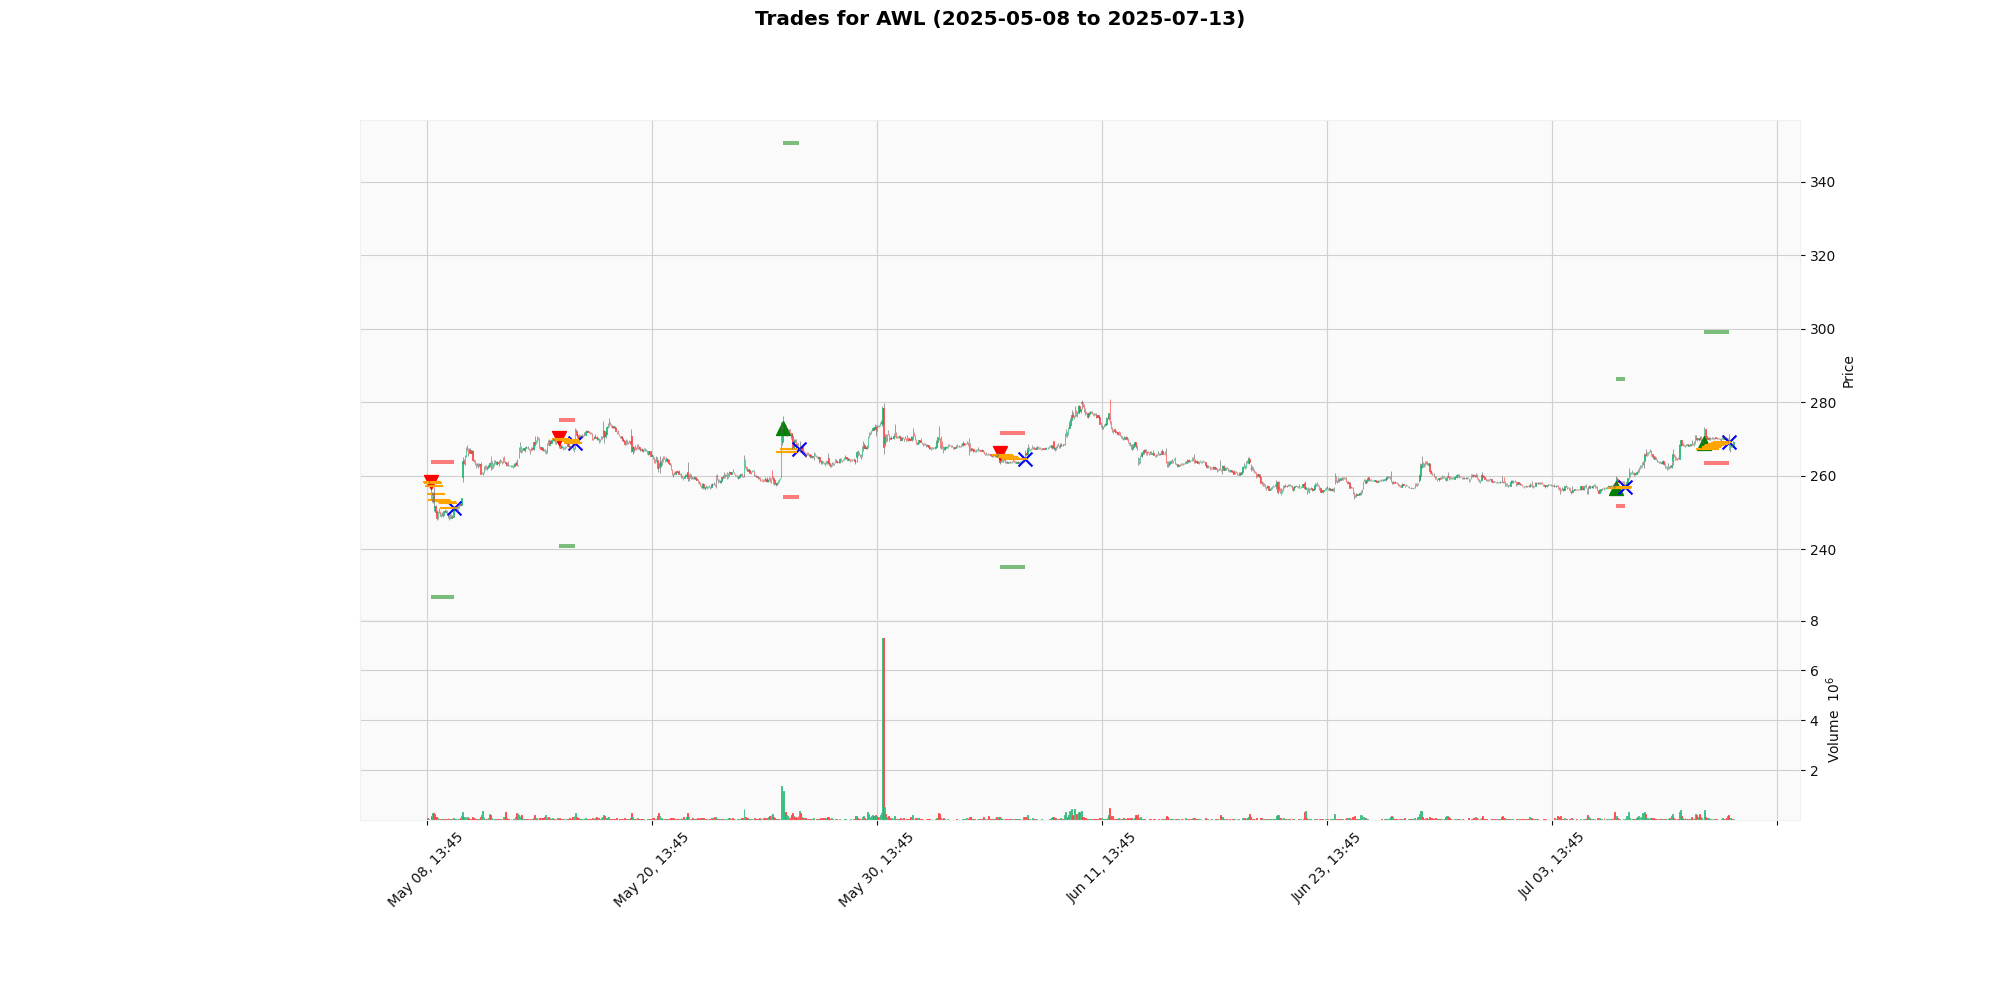 Trades for AWL (2025-05-08 to 2025-07-13)
340
320
300
280
260
240
Price
8
6
4
2
Volume 10^6
May 08, 13:45
May 20, 13:45
May 30, 13:45
Jun 11, 13:45
Jun 23, 13:45
Jul 03, 13:45